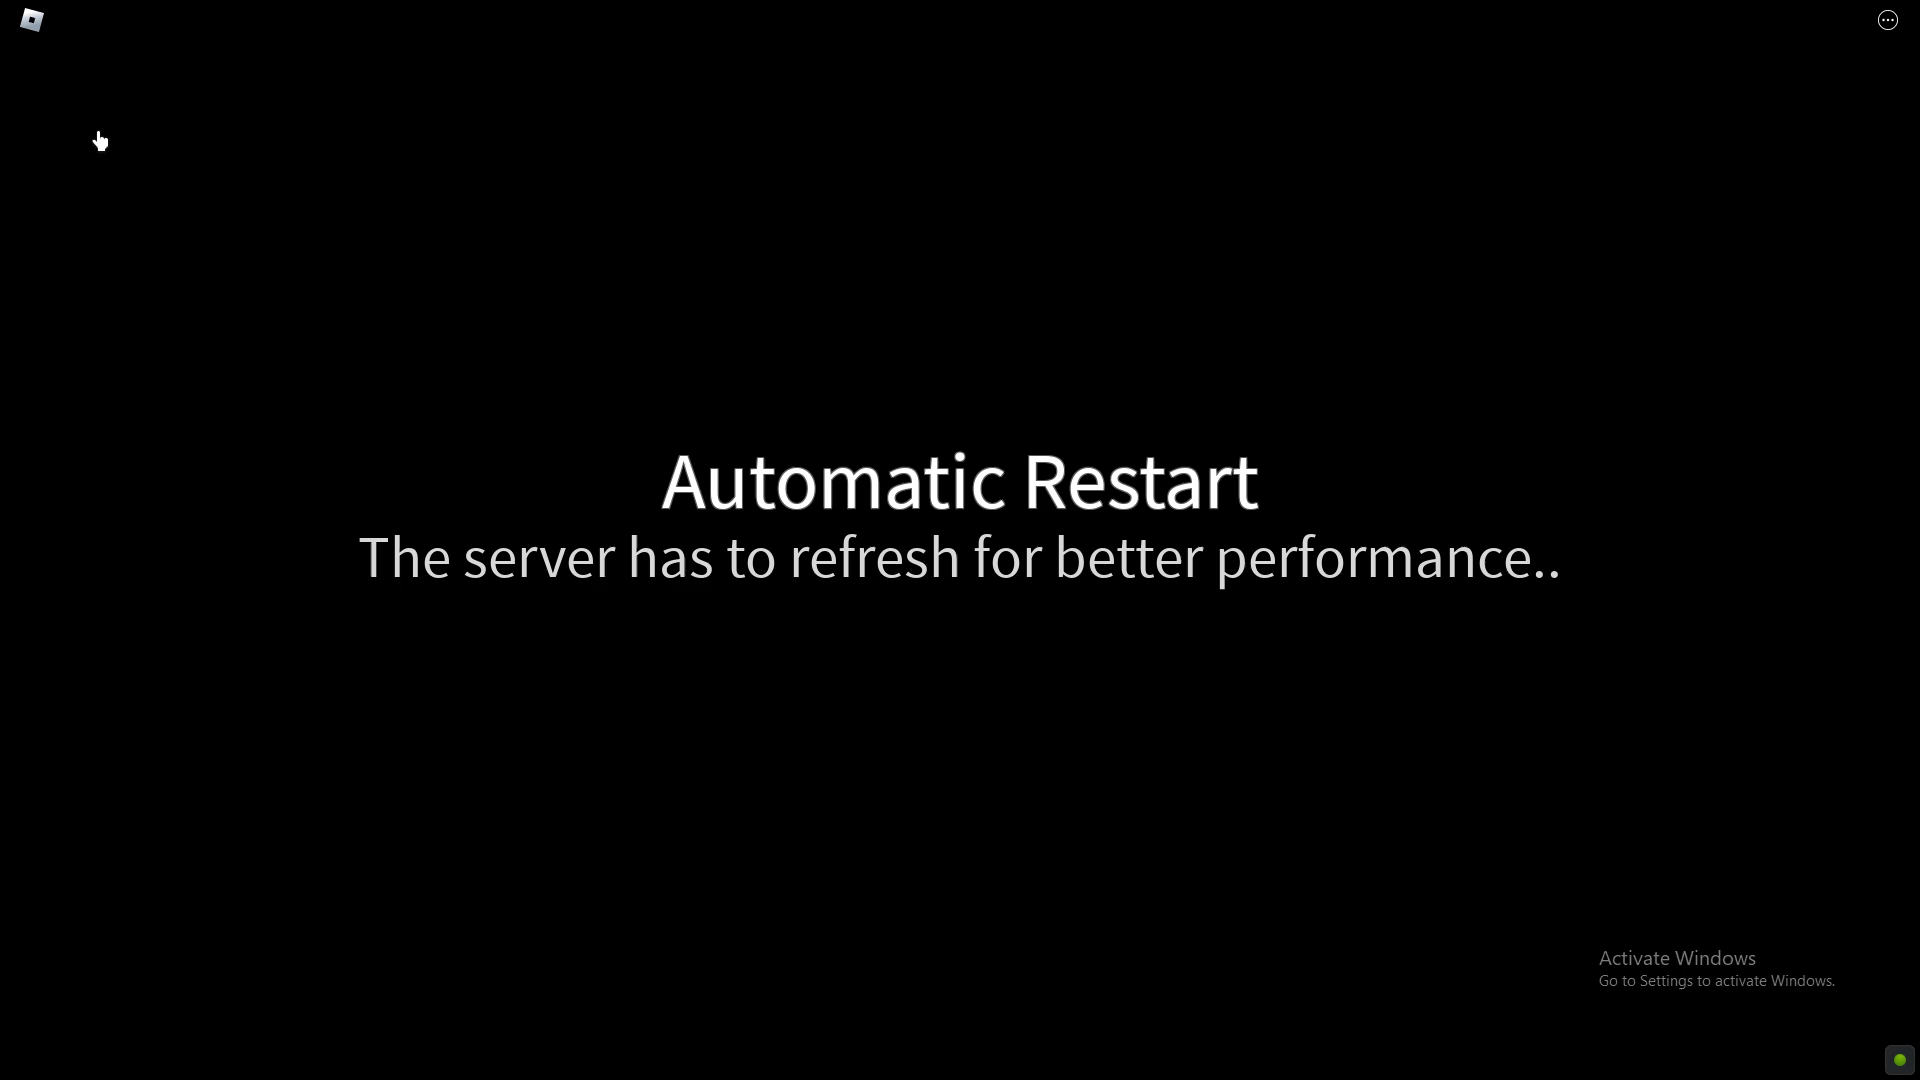 Automatic Restart
The server has to refresh for better performance..
Activate Windows
Go to Settings to activate Windows.